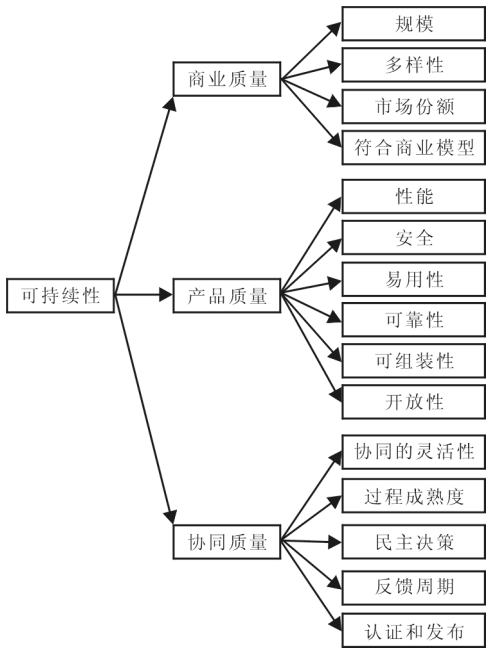 可持续性
商业质量
规模
多样性
市场份额
符合商业模型
产品质量
性能
安全
易用性
可靠性
可组装性
开放性
协同质量
协同的灵活性
过程成熟度
民主决策
反馈周期
认证和发布